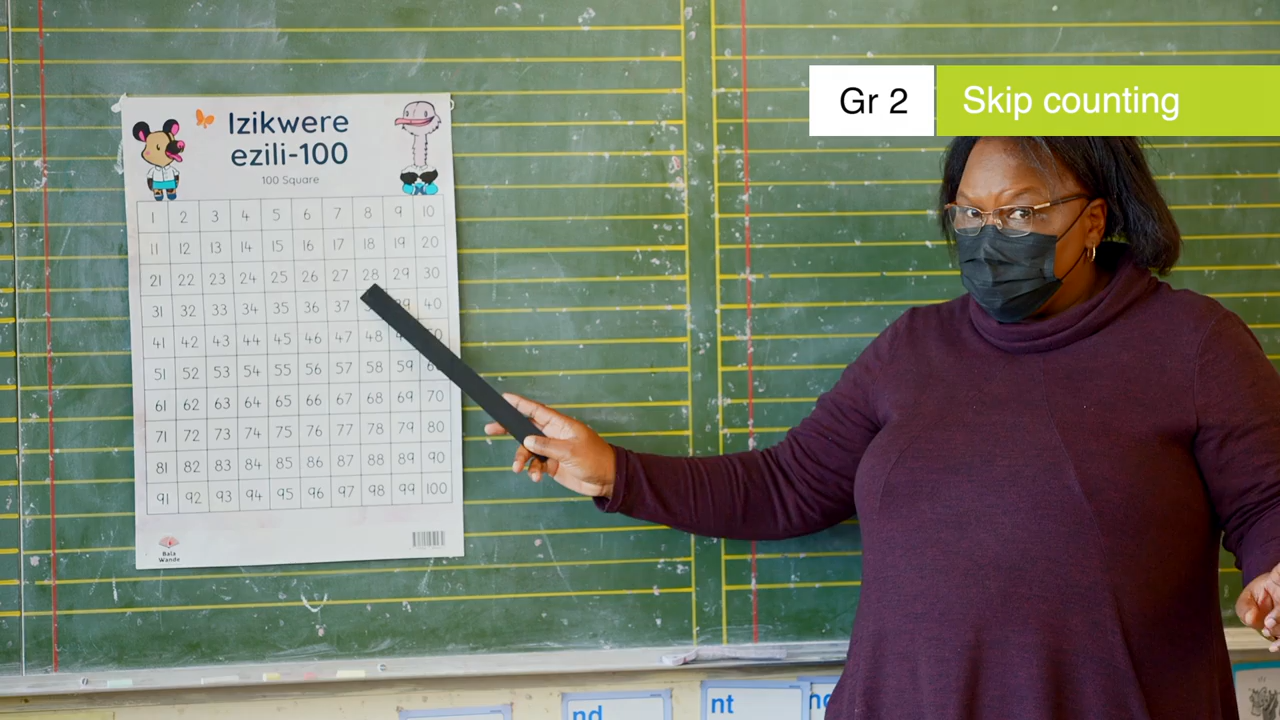 Gr 2 Skip counting
Izikwere
ezili-100
100 Square
1 2 3 4 5 6 7 8 9 10
11 12 13 14 15 16 17 18 19 20
21 22 23 24 25 26 27 28 29 30
31 32 33 34 35 36 37 39 40
41 42 43 44 45 46 47 48
51 52 53 54 55 56 57 58 59
61 62 63 64 65 66 67 68 69 70
71 72 73 74 75 76 77 78 79 80
81 82 83 84 85 86 87 88 89 90
91 92 93 94 95 96 97 98 99 100
Bala
Wande
nd
nt